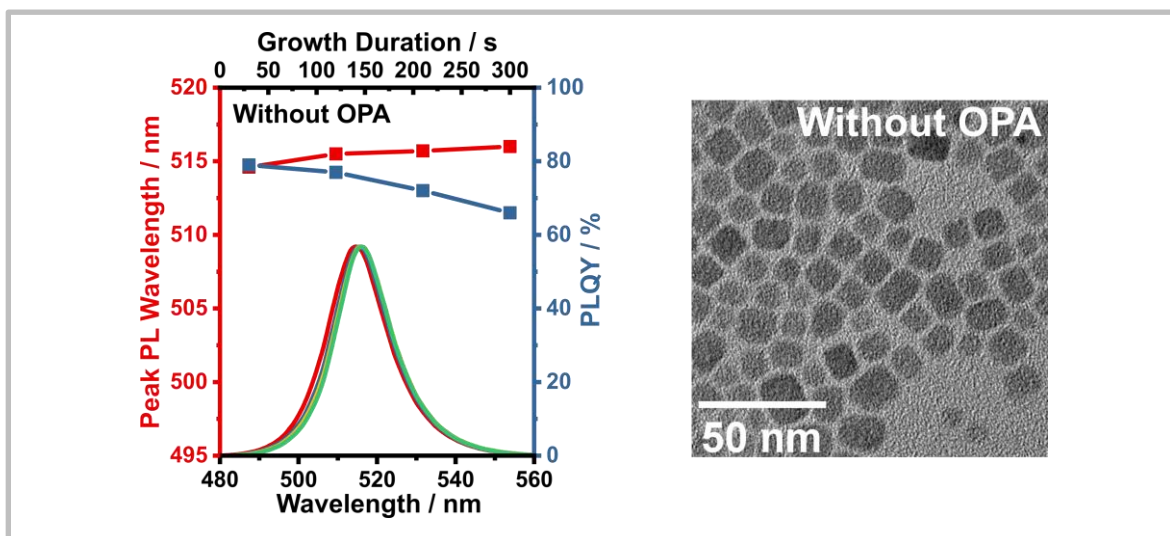 Growth Duration / s
0 50 100 150 200 250 300
520
515
510
505
500
495
Peak PL Wavelength / nm
Without OPA
100
80
60
40
20
0
PLQY / %
480 500 520 540 560
Wavelength / nm
Without OPA
50 nm